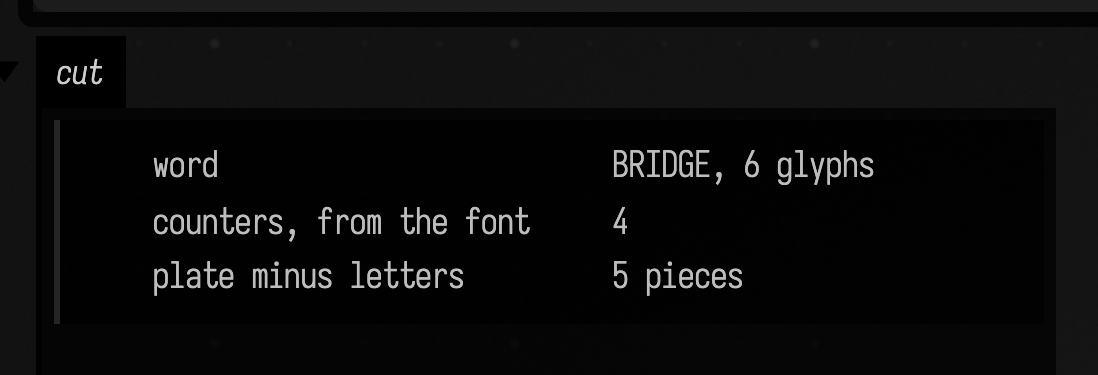 cut
word BRIDGE, 6 glyphs
counters, from the font 4
plate minus letters 5 pieces